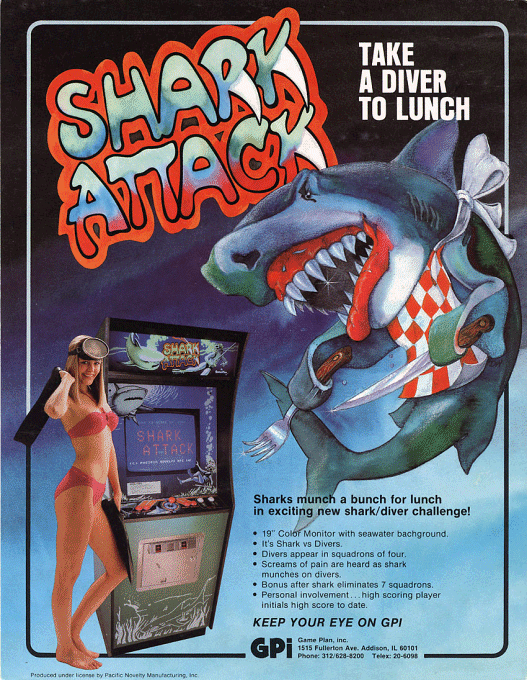 SHARK
ATTACK
TAKE
A DIVER
TO LUNCH
SHARK
ATTACK
SHARK
ATTACK
Sharks munch a bunch for lunch
in exciting new shark/diver challenge!
• 19" Color Monitor with seawater background.
• It's Shark vs Divers.
• Divers appear in squadrons of four.
• Screams of pain are heard as shark
munches on divers.
• Bonus after shark eliminates 7 squadrons.
• Personal involvement...high scoring player
initials high score to date.
KEEP YOUR EYE ON GPI
GPi
Game Plan, inc.
1515 Fullerton Ave. Addison, IL 60101
Phone: 312/628-8200 Telex: 20-6098
Produced under license by Pacific Novelty Manufacturing, Inc.